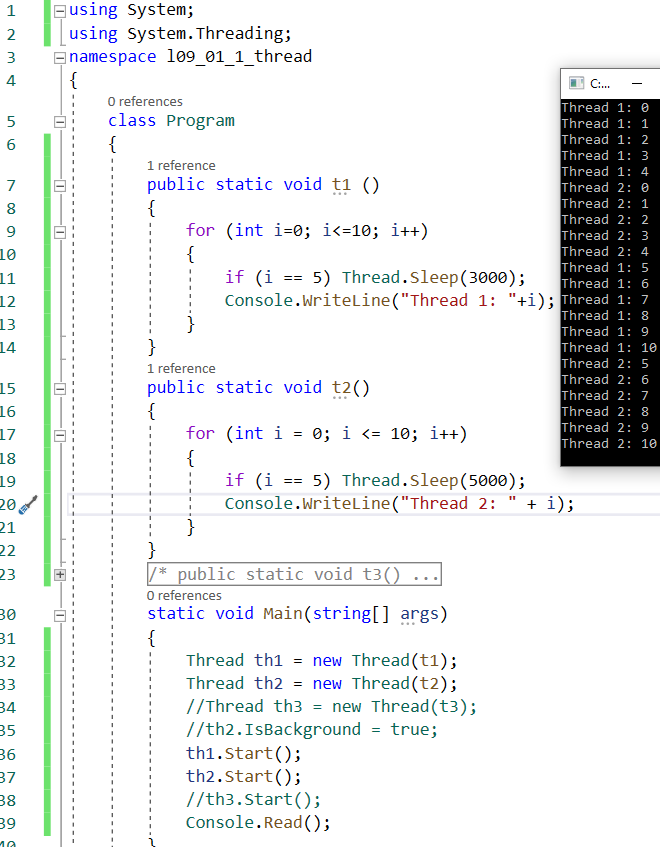 1 using System;
2 using System.Threading;
3 namespace l09_01_1_thread
4 {
0 references
5 class Program
6 {
1 reference
7 public static void t1 ()
8 {
9 for (int i=0; i<=10; i++)
10 {
11 if (i == 5) Thread.Sleep(3000);
12 Console.WriteLine("Thread 1: "+i);
13 }
14 }
1 reference
15 public static void t2()
16 {
17 for (int i = 0; i <= 10; i++)
18 {
19 if (i == 5) Thread.Sleep(5000);
20 Console.WriteLine("Thread 2: " + i);
21 }
22 }
23 /* public static void t3() ...
0 references
30 static void Main(string[] args)
31 {
32 Thread th1 = new Thread(t1);
33 Thread th2 = new Thread(t2);
34 //Thread th3 = new Thread(t3);
35 //th2.IsBackground = true;
36 th1.Start();
37 th2.Start();
38 //th3.Start();
39 Console.Read();
40 }
C:...
Thread 1: 0
Thread 1: 1
Thread 1: 2
Thread 1: 3
Thread 1: 4
Thread 2: 0
Thread 2: 1
Thread 2: 2
Thread 2: 3
Thread 2: 4
Thread 1: 5
Thread 1: 6
Thread 1: 7
Thread 1: 8
Thread 1: 9
Thread 1: 10
Thread 2: 5
Thread 2: 6
Thread 2: 7
Thread 2: 8
Thread 2: 9
Thread 2: 10